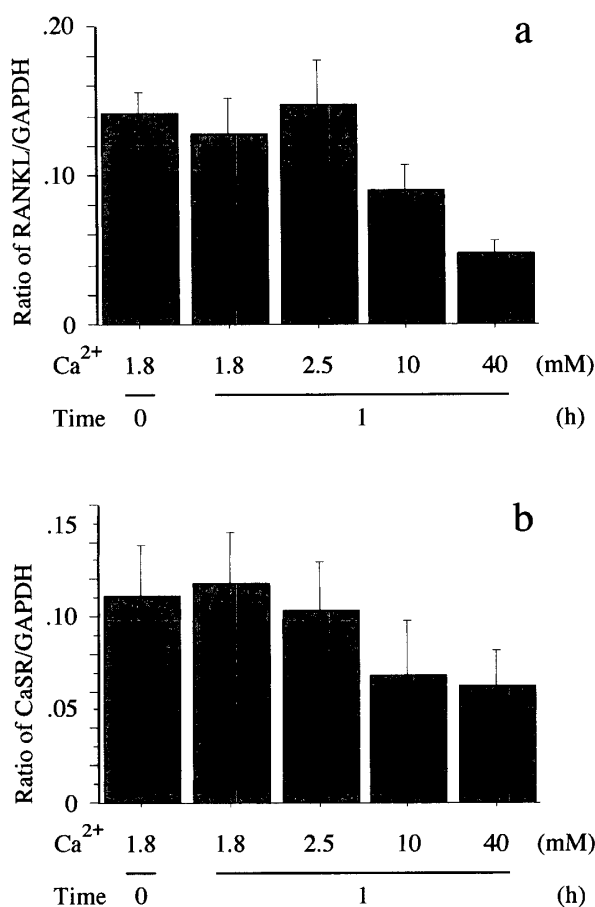 a
Ratio of RANKL/GAPDH
.20
.10
0
Ca2+ 1.8 1.8 2.5 10 40 (mM)
Time 0 1 (h)
b
Ratio of CaSR/GAPDH
.15
.10
.05
0
Ca2+ 1.8 1.8 2.5 10 40 (mM)
Time 0 1 (h)